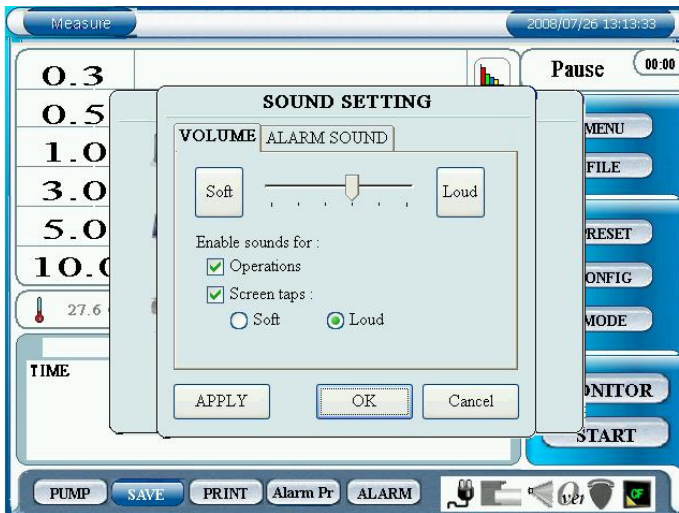 Measure
2008/07/26 13:13:33
0.3
0.5
1.0
3.0
5.0
10.0
27.6
TIME
Pause
00:00
MENU
FILE
PRESET
CONFIG
MODE
MONITOR
START
SOUND SETTING
VOLUME
ALARM SOUND
Soft
Loud
Enable sounds for :
Operations
Screen taps :
Soft
Loud
APPLY
OK
Cancel
PUMP
SAVE
PRINT
Alarm Pr
ALARM
CF